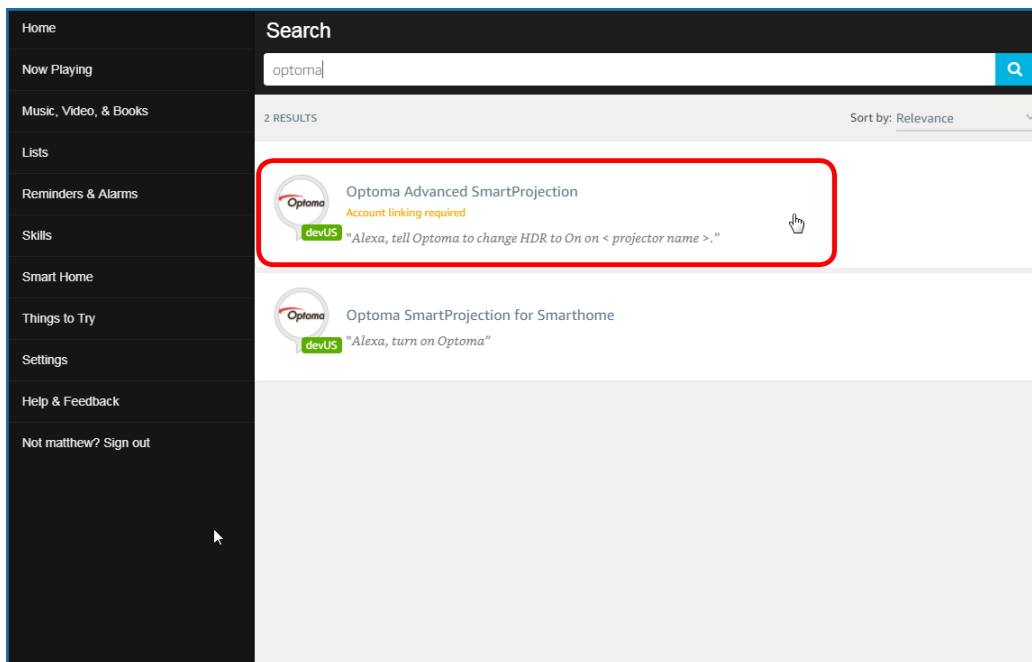 Home
Now Playing
Music, Video, & Books
Lists
Reminders & Alarms
Skills
Smart Home
Things to Try
Settings
Help & Feedback
Not matthew? Sign out
Search
optoma
2 RESULTS
Sort by: Relevance
Optoma
devUS
Optoma Advanced SmartProjection
Account linking required
"Alexa, tell Optoma to change HDR to On on < projector name >."
Optoma
devUS
Optoma SmartProjection for Smarthome
"Alexa, turn on Optoma"